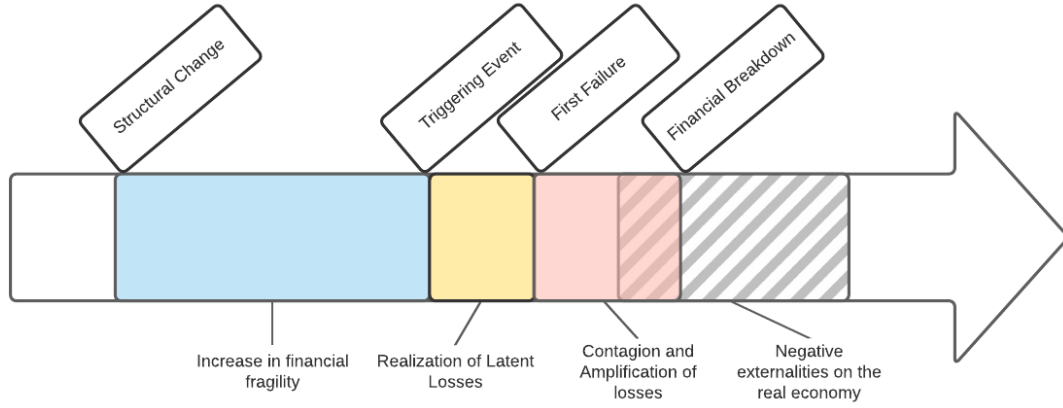 Structural Change
Triggering Event
First Failure
Financial Breakdown
Increase in financial
fragility
Realization of Latent
Losses
Contagion and
Amplification of
losses
Negative
externalities on the
real economy